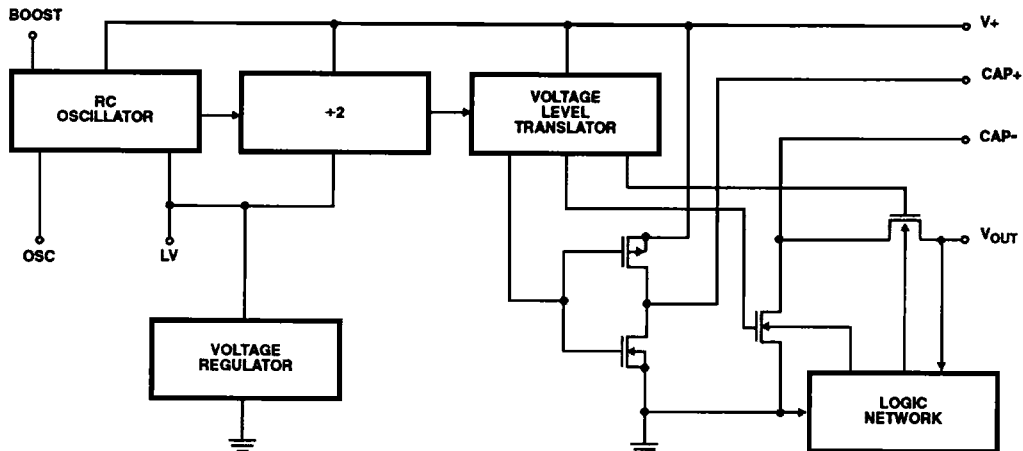 BOOST
V+
RC
OSCILLATOR
÷2
VOLTAGE
LEVEL
TRANSLATOR
CAP+
CAP-
OSC
LV
VOUT
VOLTAGE
REGULATOR
LOGIC
NETWORK